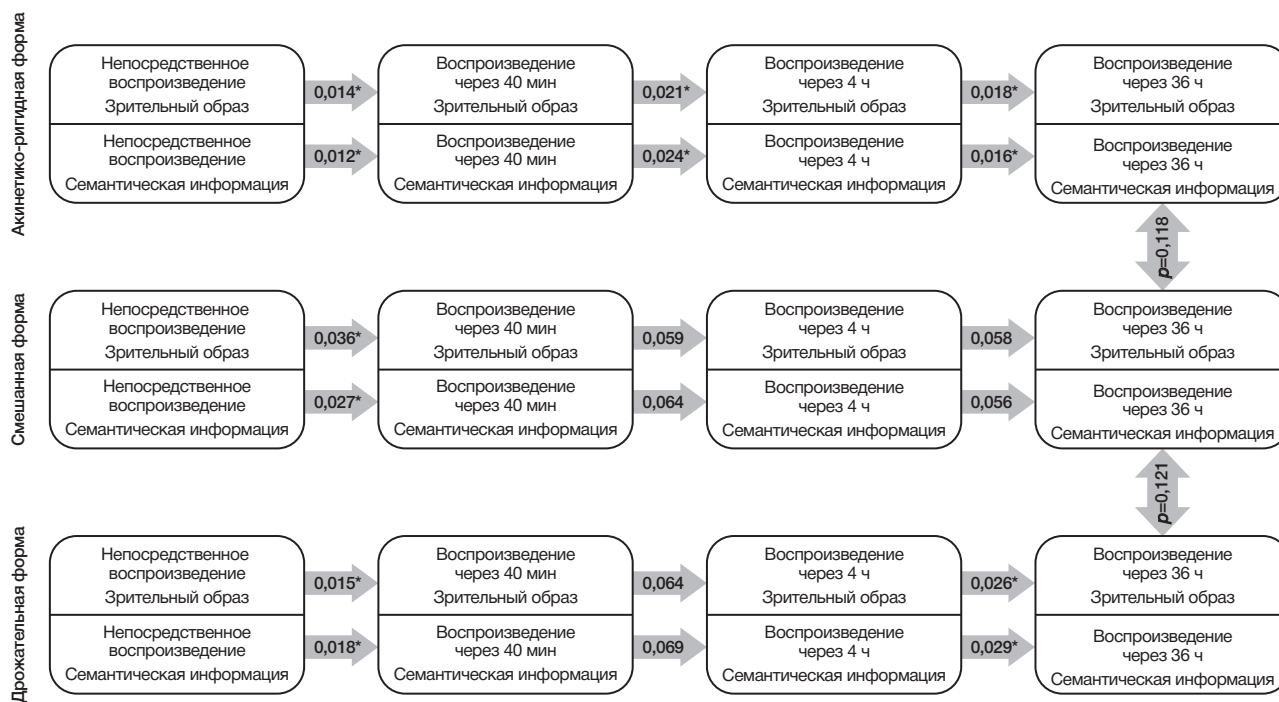 Акинетико-ригидная форма
Непосредственное
воспроизведение
Зрительный образ
0,014*
Воспроизведение
через 40 мин
Зрительный образ
0,021*
Воспроизведение
через 4 ч
Зрительный образ
0,018*
Воспроизведение
через 36 ч
Зрительный образ
Непосредственное
воспроизведение
Семантическая информация
0,012*
Воспроизведение
через 40 мин
Семантическая информация
0,024*
Воспроизведение
через 4 ч
Семантическая информация
0,016*
Воспроизведение
через 36 ч
Семантическая информация
p=0,118
Смешанная форма
Непосредственное
воспроизведение
Зрительный образ
0,036*
Воспроизведение
через 40 мин
Зрительный образ
0,059
Воспроизведение
через 4 ч
Зрительный образ
0,058
Воспроизведение
через 36 ч
Зрительный образ
Непосредственное
воспроизведение
Семантическая информация
0,027*
Воспроизведение
через 40 мин
Семантическая информация
0,064
Воспроизведение
через 4 ч
Семантическая информация
0,056
Воспроизведение
через 36 ч
Семантическая информация
p=0,121
Дрожательная форма
Непосредственное
воспроизведение
Зрительный образ
0,015*
Воспроизведение
через 40 мин
Зрительный образ
0,064
Воспроизведение
через 4 ч
Зрительный образ
0,026*
Воспроизведение
через 36 ч
Зрительный образ
Непосредственное
воспроизведение
Семантическая информация
0,018*
Воспроизведение
через 40 мин
Семантическая информация
0,069
Воспроизведение
через 4 ч
Семантическая информация
0,029*
Воспроизведение
через 36 ч
Семантическая информация